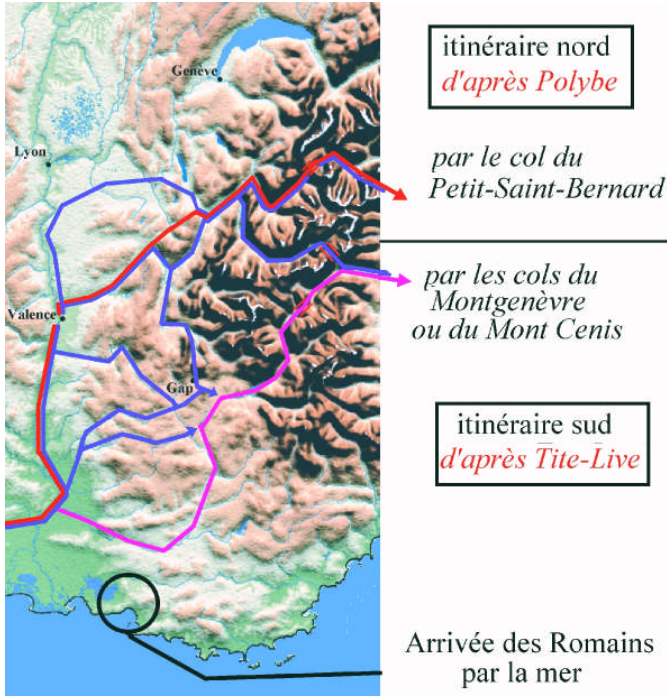 Genève
Lyon
Valence
Gap
itinéraire nord
d'après Polybe
par le col du
Petit-Saint-Bernard
par les cols du
Montgenèvre
ou du Mont Cenis
itinéraire sud
d'après Tite-Live
Arrivée des Romains
par la mer